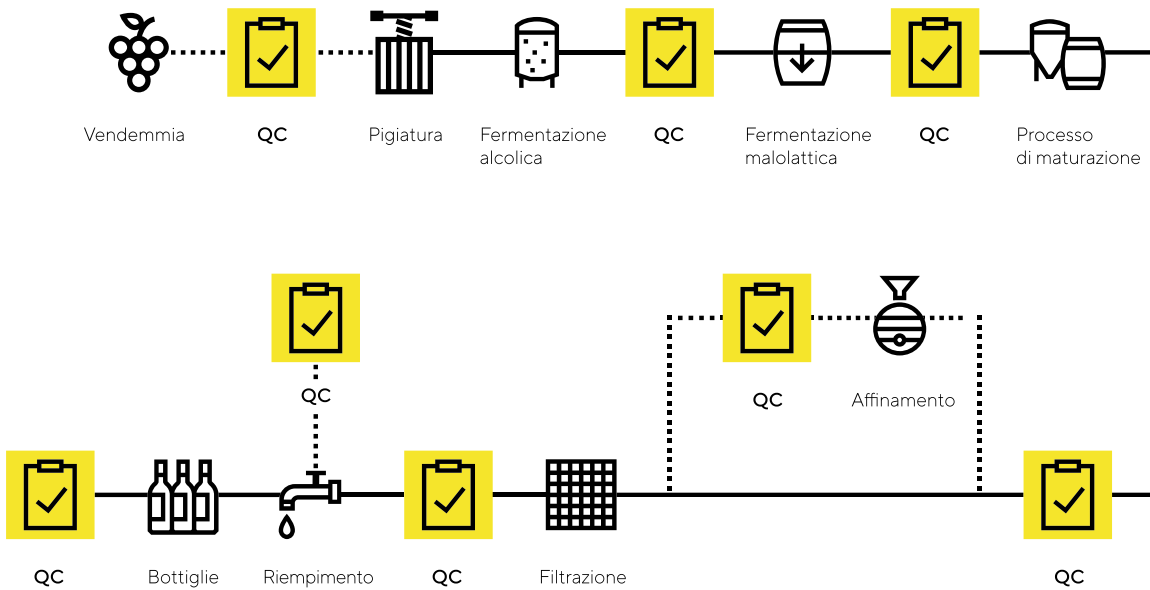 Vendemmia
QC
Pigiatura
Fermentazione
alcolica
QC
Fermentazione
malolattica
QC
Processo
di maturazione
QC
QC
Affinamento
QC
Bottiglie
Riempimento
QC
Filtrazione
QC